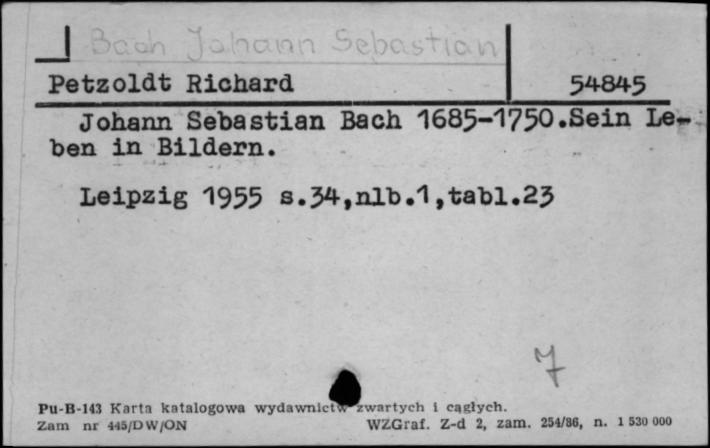 Bach Johann Sebastian
Petzoldt Richard 54845
Johann Sebastian Bach 1685-1750.Sein Le-
ben in Bildern.
Leipzig 1955 s.34,nlb.1,tabl.23
7
Pu-B-143 Karta katalogowa wydawnictw zwartych i ciągłych.
Zam nr 445/DW/ON WZGraf. Z-d 2, zam. 254/86, n. 1 530 000